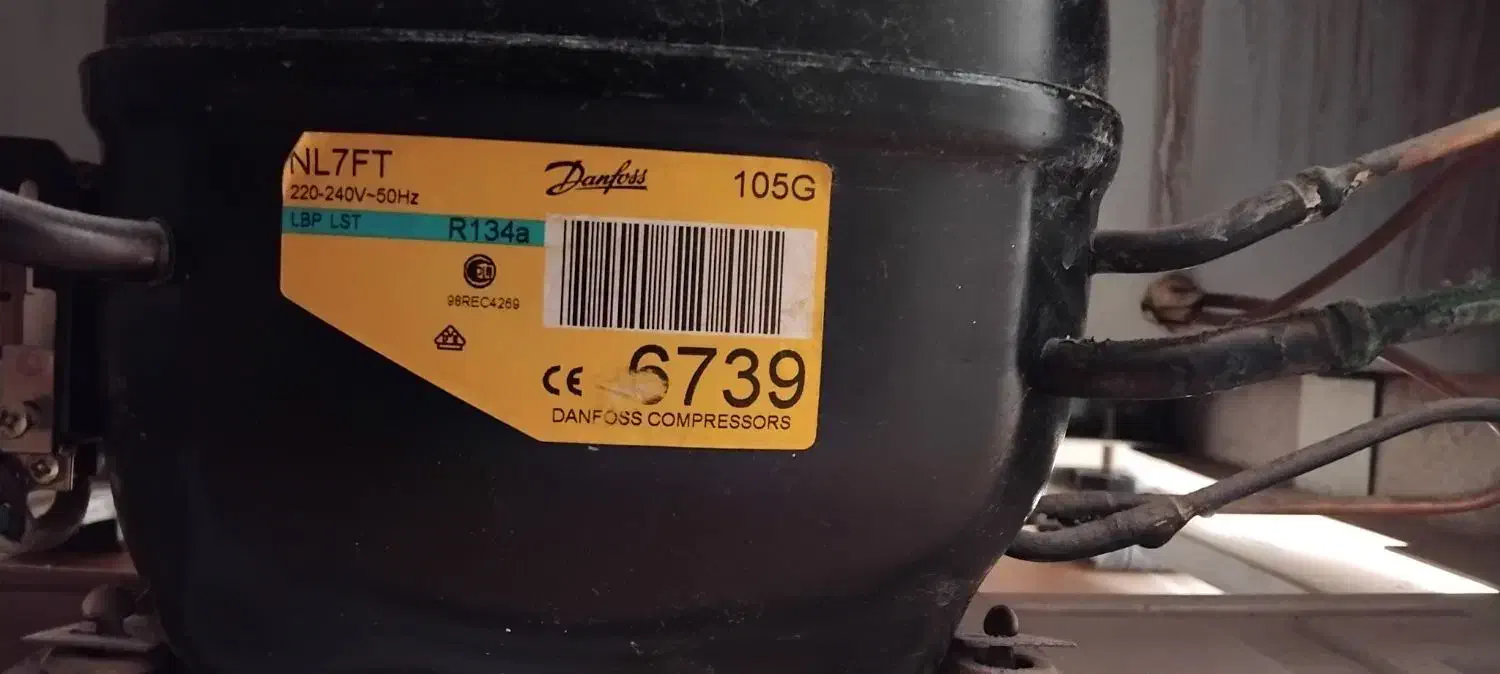 NL7FT
220-240V~50Hz
LBP LST R134a
Danfoss
105G
98REC4269
CE 6739
DANFOSS COMPRESSORS